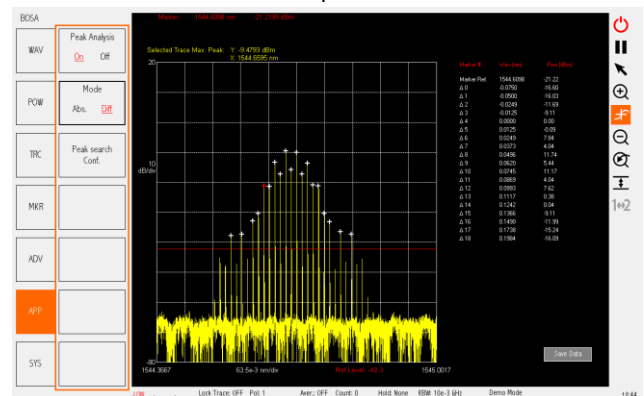 BOSA
Marker: 1544.6098 nm -21.2199 dBm
WAV
Peak Analysis
On Off
POW
Mode
Abs. Diff
TRC
Peak search
Conf.
MKR
ADV
APP
SYS
Selected Trace Max. Peak: Y: -9.4793 dBm
X: 1544.6595 nm
20
10
dB/div
-80
1544.3667 63.5e-3 nm/div Ref Level: -42.3 1545.0017
Marker Ref. 1544.6098 -21.22
Δ 0 -0.0750 -16.60
Δ 1 -0.0500 -16.03
Δ 2 -0.0249 -11.69
Δ 3 -0.0125 -9.11
Δ 4 0.0000 0.00
Δ 5 0.0125 -0.09
Δ 6 0.0249 7.84
Δ 7 0.0373 4.04
Δ 8 0.0496 11.74
Δ 9 0.0620 5.44
Δ 10 0.0745 11.17
Δ 11 0.0869 4.04
Δ 12 0.0993 7.62
Δ 13 0.1117 0.38
Δ 14 0.1242 0.04
Δ 15 0.1366 -9.11
Δ 16 0.1490 -11.99
Δ 17 0.1738 -15.24
Δ 18 0.1984 -16.09
Save Data
1⇔2
LOW Lock Trace: OFF Pol: 1 Aver.: OFF Count: 0 Hold: None RBW: 10e-3 GHz Demo Mode